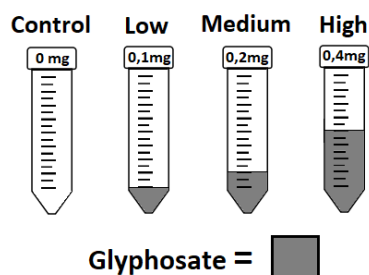 Control Low Medium High
0 mg 0,1mg 0,2mg 0,4mg
Glyphosate =